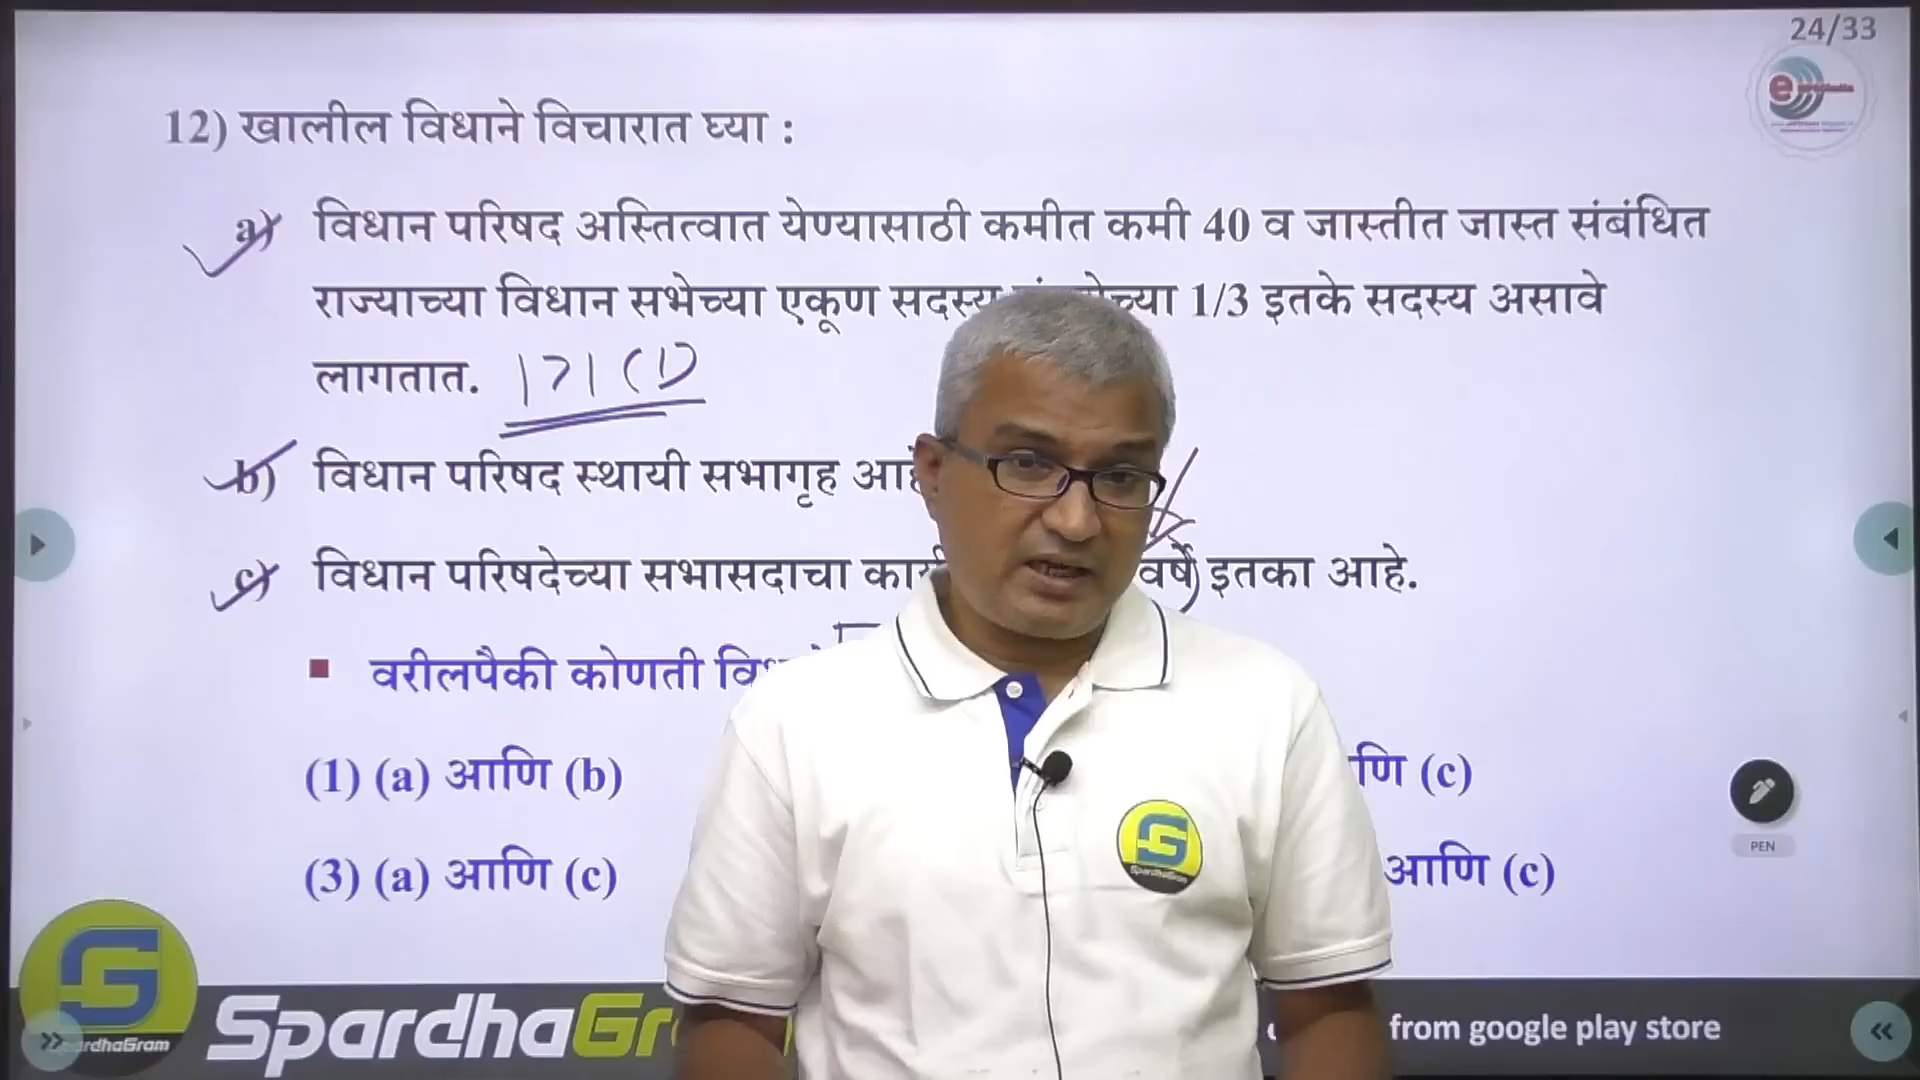 24/33
12) खालील विधाने विचारात घ्या :
a) विधान परिषद अस्तित्वात येण्यासाठी कमीत कमी 40 व जास्तीत जास्त संबंधित
राज्याच्या विधान सभेच्या एकूण सदस्य 1/3 इतके सदस्य असावे
लागतात. 171 (1)
b) विधान परिषद स्थायी सभागृह
c) विधान परिषदेच्या सभासदाचा वर्षे इतका आहे.
वरीलपैकी कोणती
(1) (a) आणि (b)
(c)
(3) (a) आणि (c)
आणि (c)
PEN
SpardhaGram
SpardhaGr
from google play store